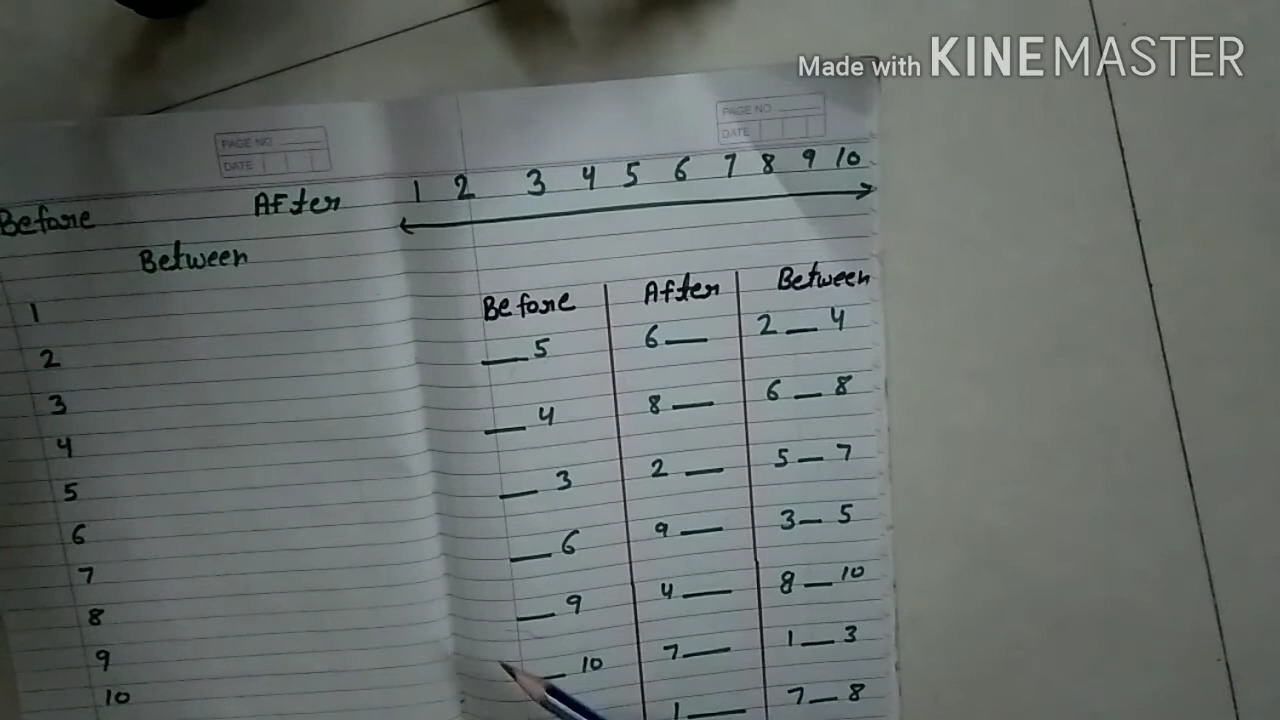 Made with KINEMASTER
PAGE NO.
DATE
Before After
Between
1
2
3
4
5
6
7
8
9
10
PAGE NO.
DATE
1 2 3 4 5 6 7 8 9 10
Before After Between
__ 5 6 __ 2 __ 4
__ 4 8 __ 6 __ 8
__ 3 2 __ 5 __ 7
__ 6 9 __ 3 __ 5
__ 9 4 __ 8 __ 10
__ 10 7 __ 1 __ 3
1 __ 7 __ 8